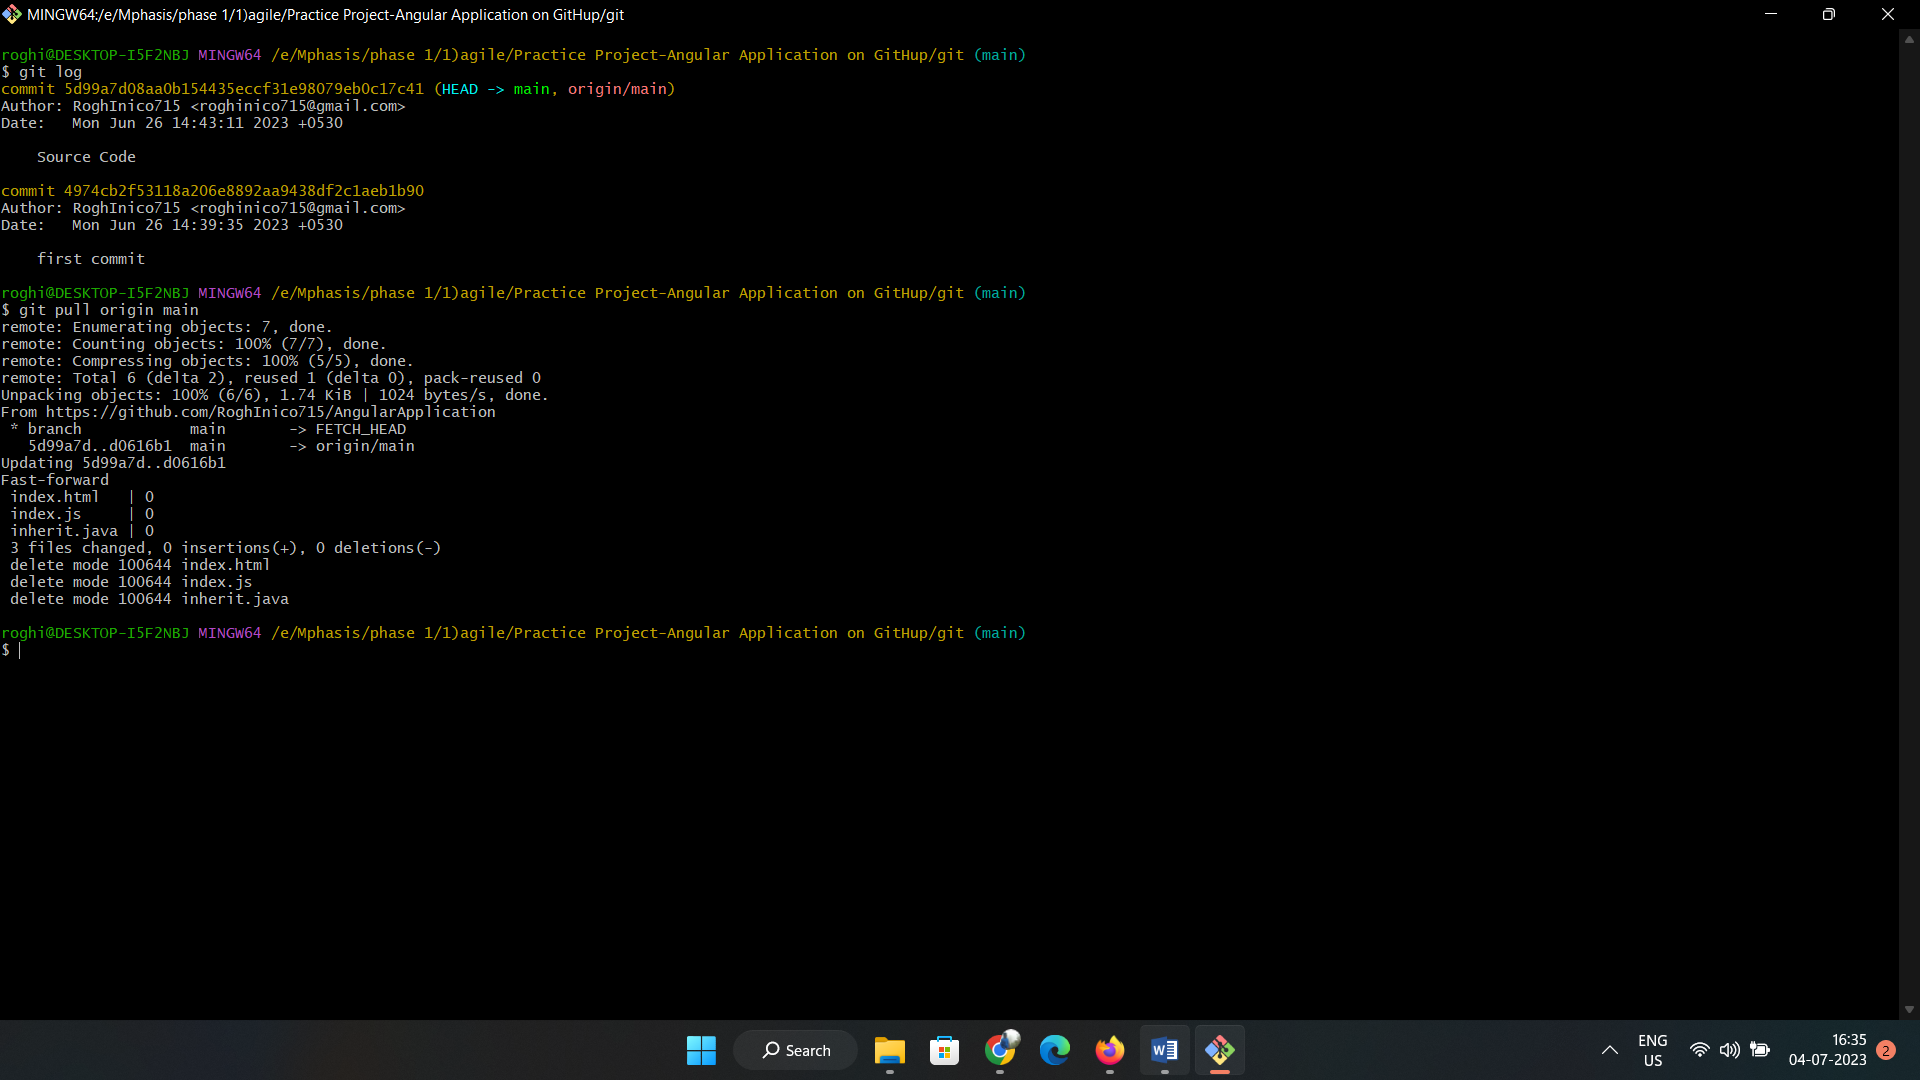 MINGW64:/e/Mphasis/phase 1/1)agile/Practice Project-Angular Application on GitHup/git
roghi@DESKTOP-I5F2NBJ MINGW64 /e/Mphasis/phase 1/1)agile/Practice Project-Angular Application on GitHup/git (main)
$ git log
commit 5d99a7d08aa0b154435eccf31e98079eb0c17c41 (HEAD -> main, origin/main)
Author: RoghInico715 <roghinico715@gmail.com>
Date:   Mon Jun 26 14:43:11 2023 +0530
    Source Code
commit 4974cb2f53118a206e8892aa9438df2c1aeb1b90
Author: RoghInico715 <roghinico715@gmail.com>
Date:   Mon Jun 26 14:39:35 2023 +0530
    first commit
roghi@DESKTOP-I5F2NBJ MINGW64 /e/Mphasis/phase 1/1)agile/Practice Project-Angular Application on GitHup/git (main)
$ git pull origin main
remote: Enumerating objects: 7, done.
remote: Counting objects: 100% (7/7), done.
remote: Compressing objects: 100% (5/5), done.
remote: Total 6 (delta 2), reused 1 (delta 0), pack-reused 0
Unpacking objects: 100% (6/6), 1.74 KiB | 1024 bytes/s, done.
From https://github.com/RoghInico715/AngularApplication
 * branch            main       -> FETCH_HEAD
   5d99a7d..d0616b1  main       -> origin/main
Updating 5d99a7d..d0616b1
Fast-forward
 index.html   | 0
 index.js     | 0
 inherit.java | 0
 3 files changed, 0 insertions(+), 0 deletions(-)
 delete mode 100644 index.html
 delete mode 100644 index.js
 delete mode 100644 inherit.java
roghi@DESKTOP-I5F2NBJ MINGW64 /e/Mphasis/phase 1/1)agile/Practice Project-Angular Application on GitHup/git (main)
$
Search
W
ENG
US
16:35
04-07-2023
2